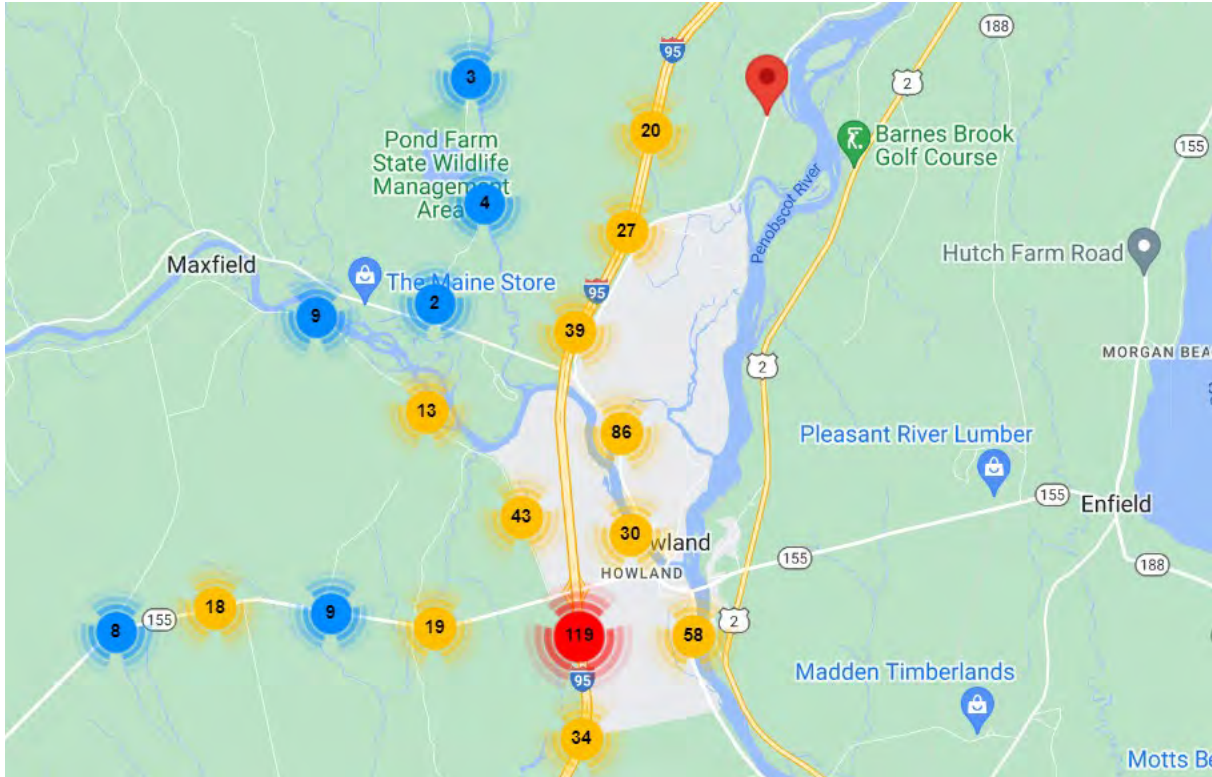 188
95
2
3
20
Pond Farm
State Wildlife
Management
Area
4
Barnes Brook
Golf Course
155
Penobscot River
27
Hutch Farm Road
Maxfield
The Maine Store
95
9
2
39
2
MORGAN BEA
13
86
Pleasant River Lumber
43
30
wland
HOWLAND
155
Enfield
155
188
8
155
18
9
19
119
58
2
95
Madden Timberlands
34
Motts Be